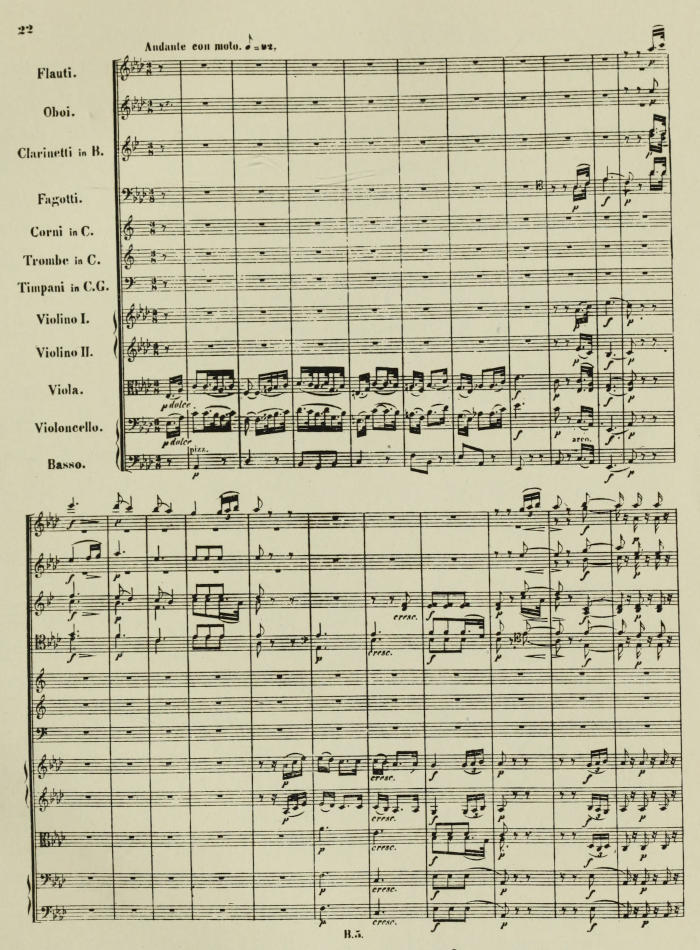 22
Andante con moto. ♪=92.
Flauti.
Oboi.
Clarinetti in B.
Fagotti.
Corni in C.
Trombe in C.
Timpani in C.G.
Violino I.
Violino II.
Viola.
Violoncello.
Basso.
p
p f p
p f p
p f p
p dolce f p f p
p dolce f p f p
arco.
pizz.
p f p f p
f p f p
f p
f p cresc. f p f p
f p p cresc. f p f p
p cresc. f p f p
p cresc. f p f p
p cresc. f p f p
p cresc. f p f p
p cresc. f p f p
B.5.